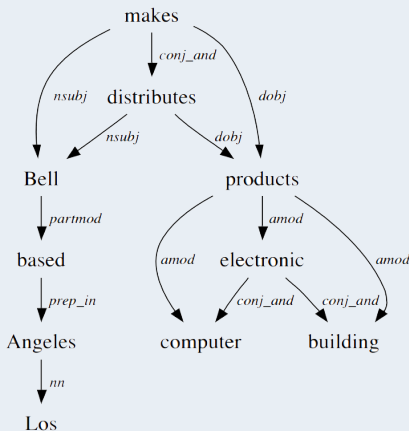 makes
conj_and
nsubj distributes dobj
nsubj dobj
Bell products
partmod amod
based amod electronic amod
prep_in conj_and conj_and
Angeles computer building
nn
Los